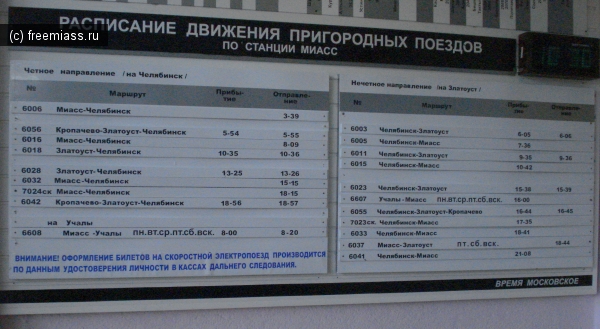 (c) freemiass.ru
РАСПИСАНИЕ ДВИЖЕНИЯ ПРИГОРОДНЫХ ПОЕЗДОВ
ПО СТАНЦИИ МИАСС
Четное направление /на Челябинск/
№ Маршрут Прибы-тие Отправле-ние
6006 Миасс-Челябинск 3-39
6056 Кропачево-Златоуст-Челябинск 5-54 5-55
6016 Миасс-Челябинск 8-09
6018 Златоуст-Челябинск 10-35 10-36
6028 Златоуст-Челябинск 13-25 13-26
6032 Миасс-Челябинск 15-15
7024ск Миасс-Челябинск 18-15
6042 Кропачево-Златоуст-Челябинск 18-56 18-57
на Учалы
6608 Миасс -Учалы ПН.ВТ.СР.ПТ.СБ.ВСК. 8-00 8-20
ВНИМАНИЕ! ОФОРМЛЕНИЕ БИЛЕТОВ НА СКОРОСТНОЙ ЭЛЕКТРОПОЕЗД ПРОИЗВОДИТСЯ
ПО ДАННЫМ УДОСТОВЕРЕНИЯ ЛИЧНОСТИ В КАССАХ ДАЛЬНЕГО СЛЕДОВАНИЯ.
Нечетное направление /на Златоуст/
№ Маршрут Прибы-тие Отправле-ние
6003 Челябинск-Златоуст 6-05 6-06
6005 Челябинск-Миасс 7-36
6011 Челябинск-Златоуст 9-35 9-36
6015 Челябинск-Миасс 10-42
6023 Челябинск-Златоуст 15-38 15-39
6607 Учалы -Миасс ПН.ВТ.СР.ПТ.СБ.ВСК. 16-00
6055 Челябинск-Златоуст-Кропачево 16-44 16-45
7023ск Челябинск-Миасс 17-35
6033 Челябинск-Миасс 18-41
6037 Миасс-Златоуст ПТ.СБ.ВСК. 18-44
6041 Челябинск-Миасс 21-58
ВРЕМЯ МОСКОВСКОЕ